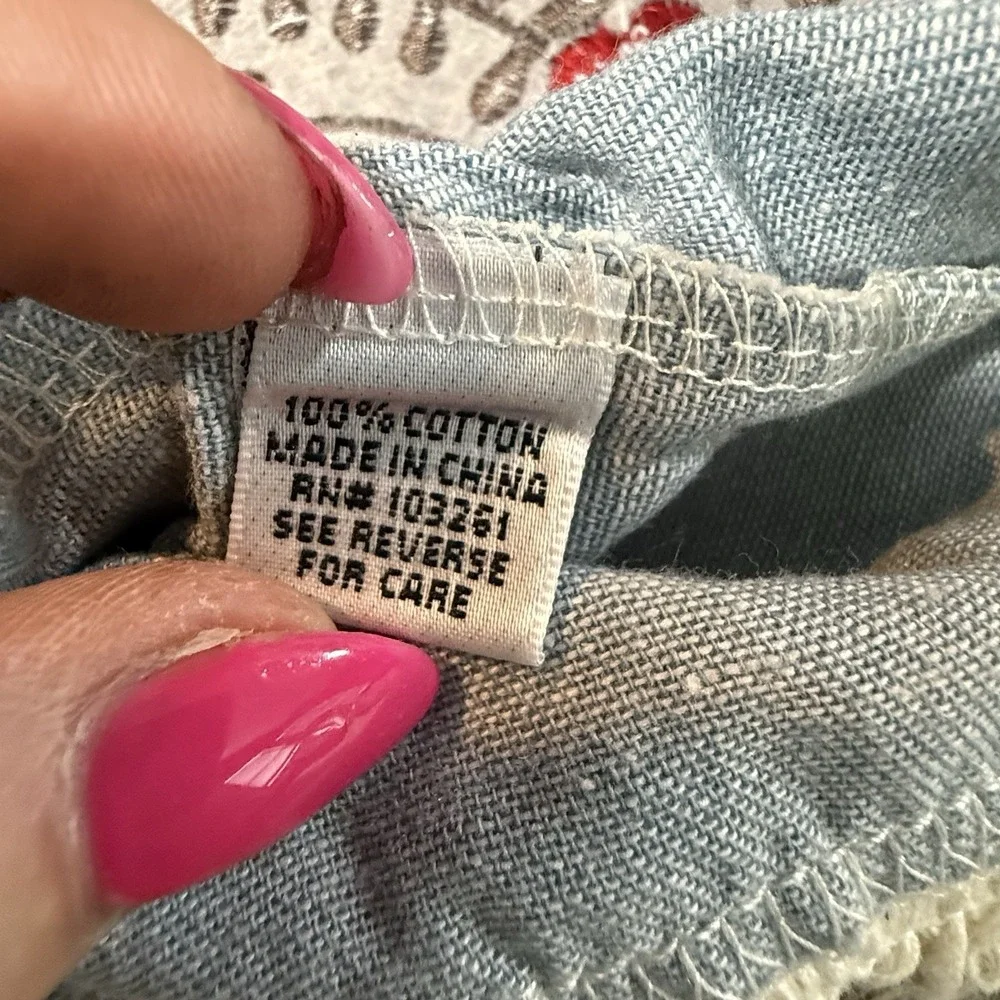 100% COTTON
MADE IN CHINA
RN# 103261
SEE REVERSE
FOR CARE